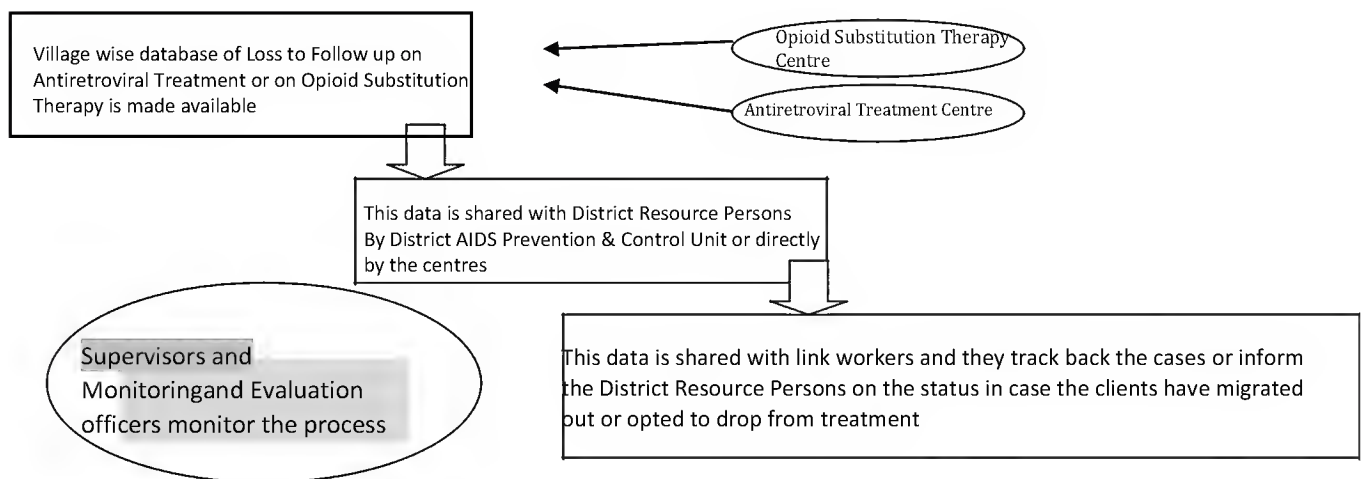 Village wise database of Loss to Follow up on
Antiretroviral Treatment or on Opioid Substitution
Therapy is made available
Opioid Substitution Therapy
Centre
Antiretroviral Treatment Centre
This data is shared with District Resource Persons
By District AIDS Prevention & Control Unit or directly
by the centres
Supervisors and
Monitoringand Evaluation
officers monitor the process
This data is shared with link workers and they track back the cases or inform
the District Resource Persons on the status in case the clients have migrated
out or opted to drop from treatment